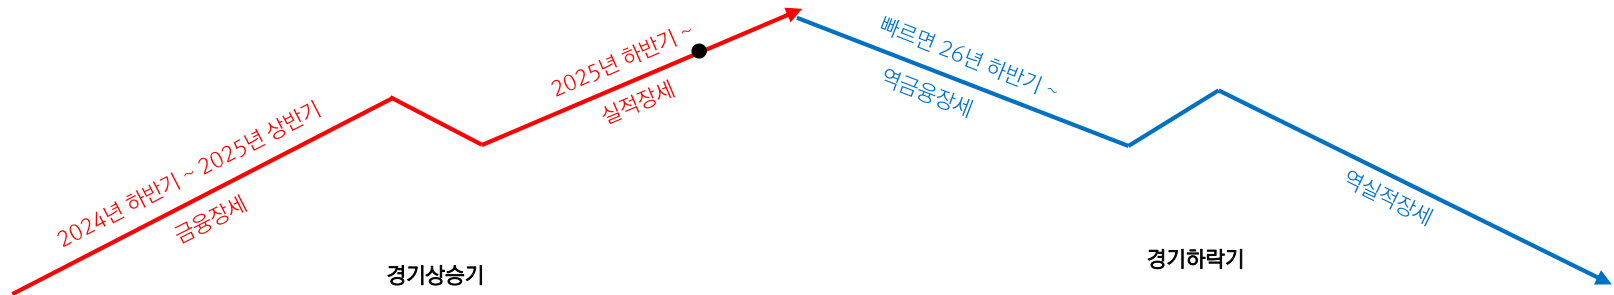 2024년 하반기 ~ 2025년 상반기
금융장세
2025년 하반기 ~
실적장세
경기상승기
빠르면 26년 하반기 ~
역금융장세
역실적장세
경기하락기